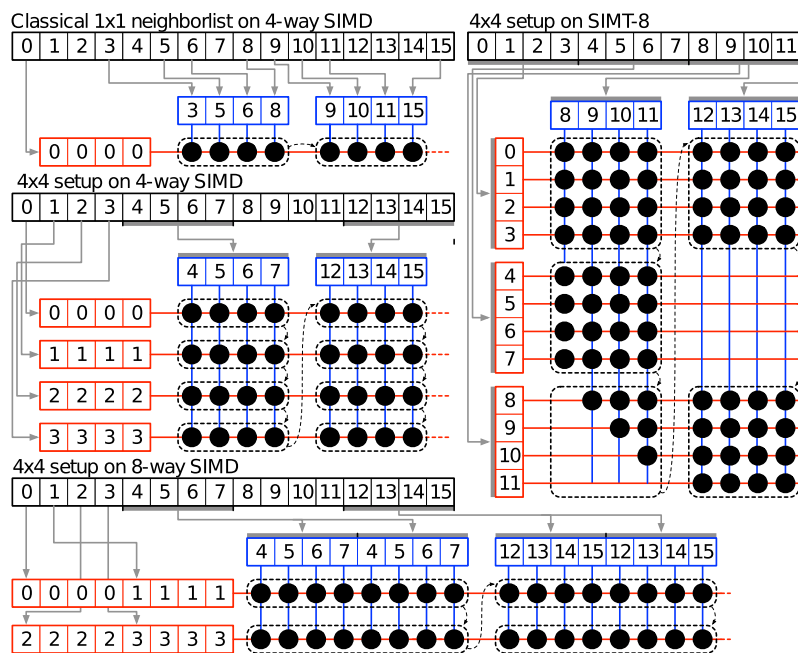 Classical 1x1 neighborlist on 4-way SIMD
0 1 2 3 4 5 6 7 8 9 10 11 12 13 14 15
3 5 6 8 9 10 11 15
0 0 0 0
4x4 setup on 4-way SIMD
0 1 2 3 4 5 6 7 8 9 10 11 12 13 14 15
4 5 6 7 12 13 14 15
0 0 0 0
1 1 1 1
2 2 2 2
3 3 3 3
4x4 setup on 8-way SIMD
0 1 2 3 4 5 6 7 8 9 10 11 12 13 14 15
4 5 6 7 4 5 6 7 12 13 14 15 12 13 14 15
0 0 0 0 1 1 1 1
2 2 2 2 3 3 3 3
4x4 setup on SIMT-8
0 1 2 3 4 5 6 7 8 9 10 11
8 9 10 11 12 13 14 15
0
1
2
3
4
5
6
7
8
9
10
11